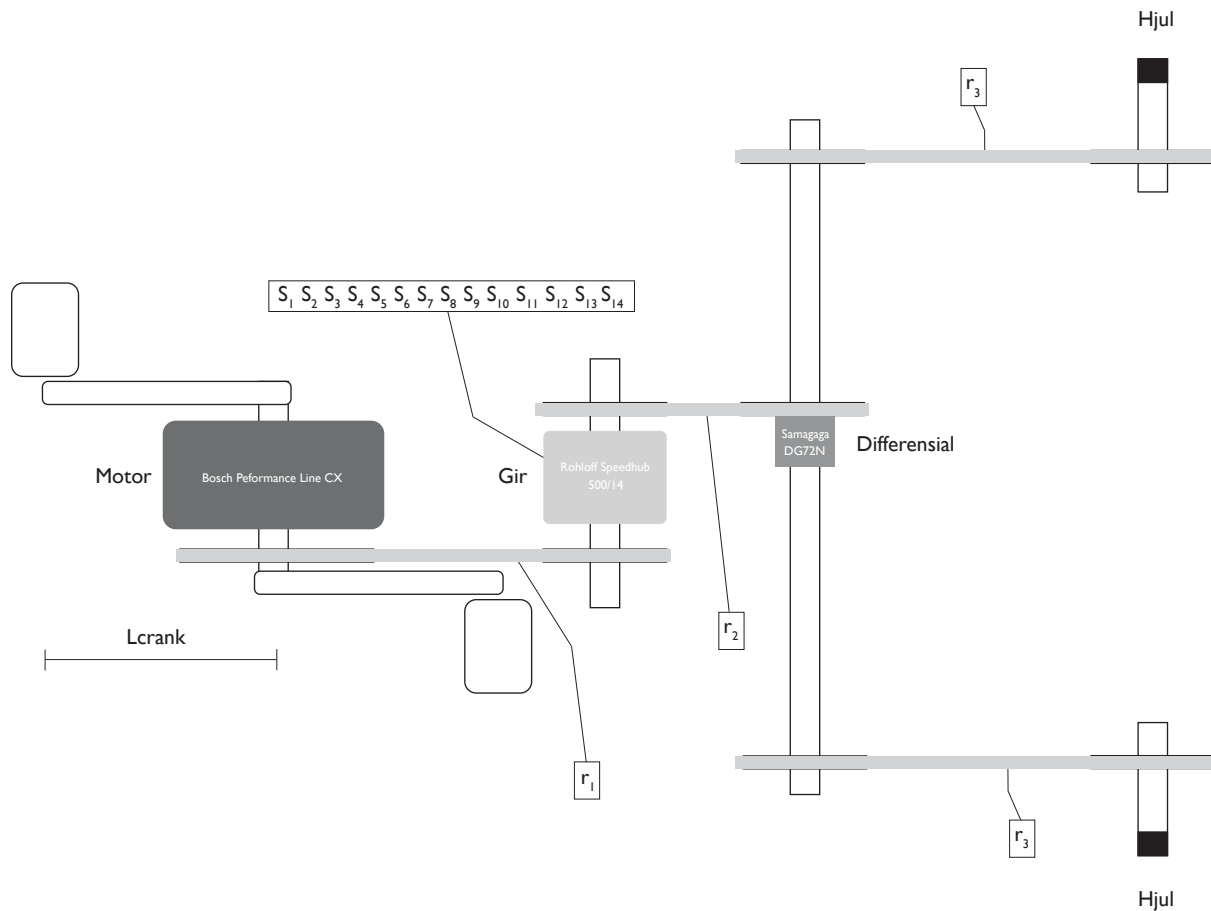 Hjul
r₃
S₁ S₂ S₃ S₄ S₅ S₆ S₇ S₈ S₉ S₁₀ S₁₁ S₁₂ S₁₃ S₁₄
Motor
Bosch Peformance Line CX
Gir
Rohloff Speedhub
500/14
Samagaga
DG72N
Differensial
Lcrank
r₂
r₁
r₃
Hjul